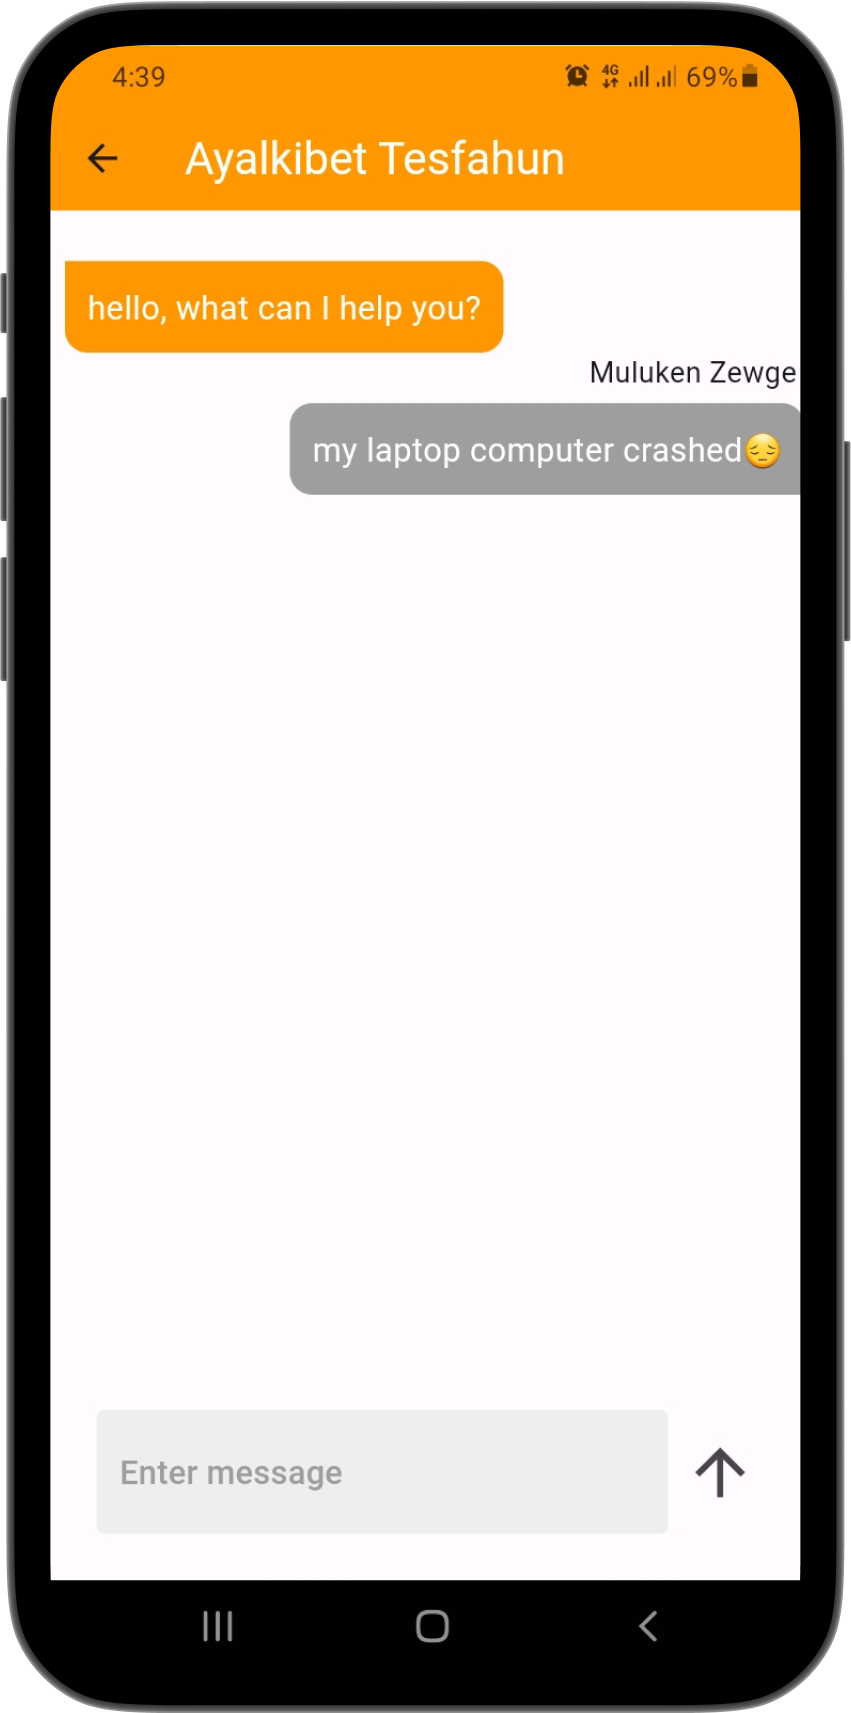 4:39 4G 69%
Ayalkibet Tesfahun
hello, what can I help you?
Muluken Zewge
my laptop computer crashed😔
Enter message